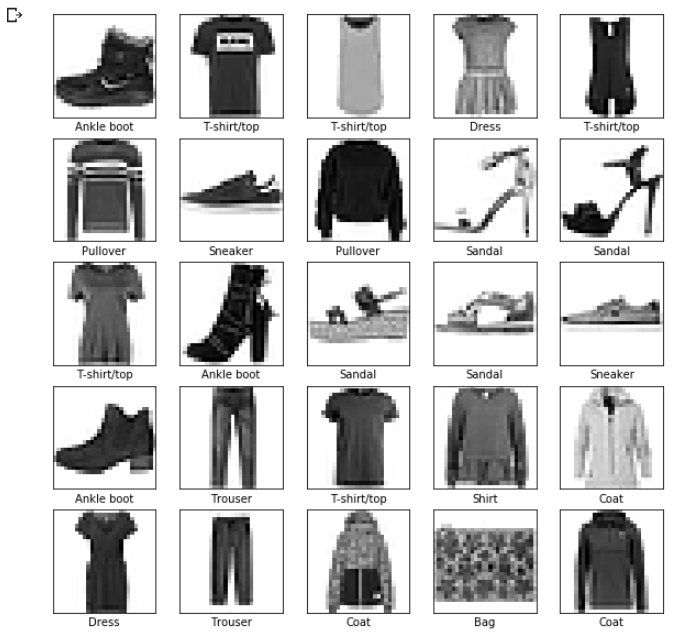 Ankle boot T-shirt/top T-shirt/top Dress T-shirt/top
Pullover Sneaker Pullover Sandal Sandal
T-shirt/top Ankle boot Sandal Sandal Sneaker
Ankle boot Trouser T-shirt/top Shirt Coat
Dress Trouser Coat Bag Coat